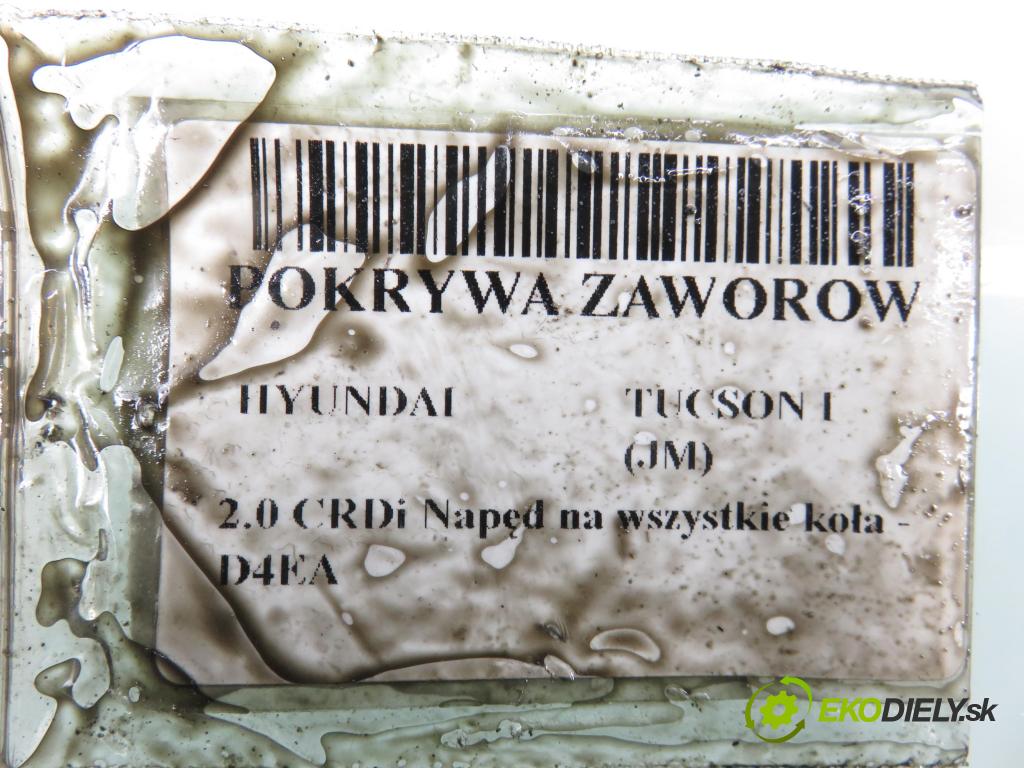 POKRYWA ZAWOROW
HYUNDAI TUCSON I
(JM)
2.0 CRDi Napęd na wszystkie koła -
D4EA
EKODIELY.sk